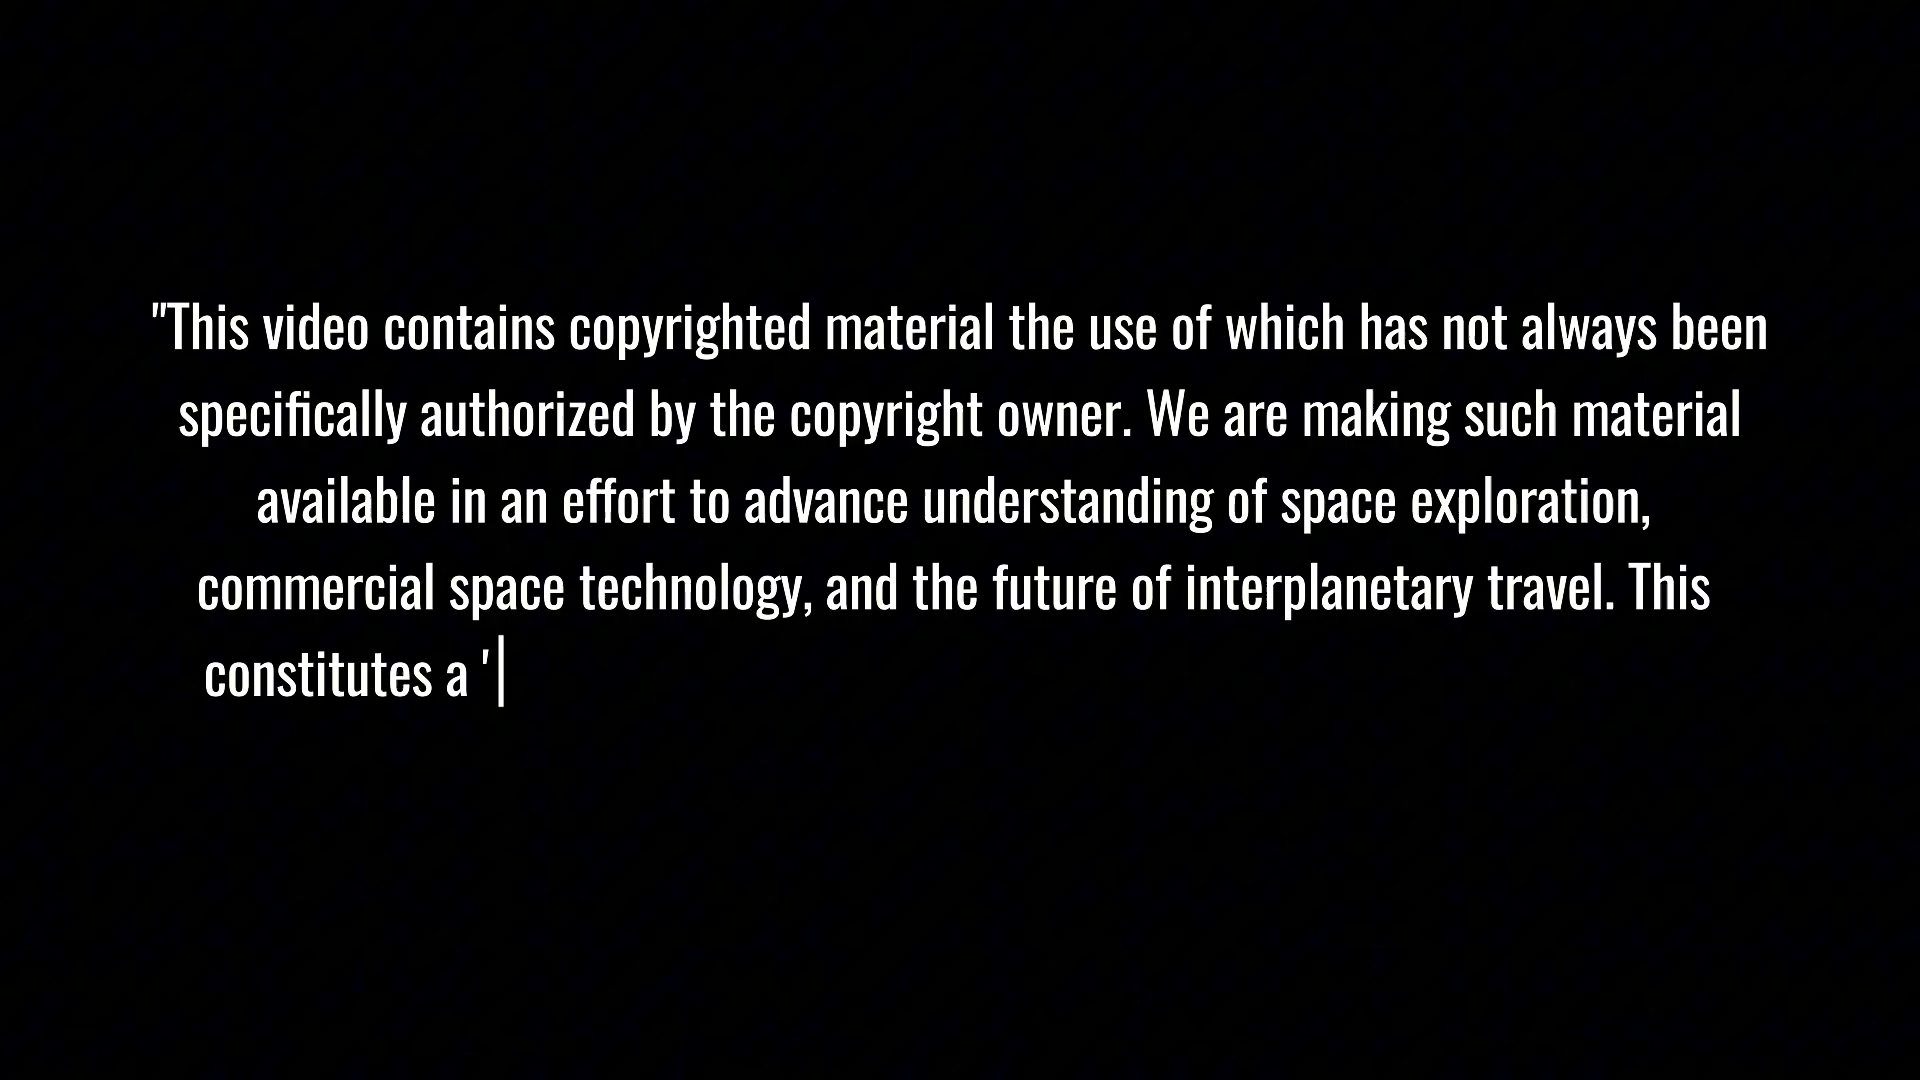 "This video contains copyrighted material the use of which has not always been
specifically authorized by the copyright owner. We are making such material
available in an effort to advance understanding of space exploration,
commercial space technology, and the future of interplanetary travel. This
constitutes a '